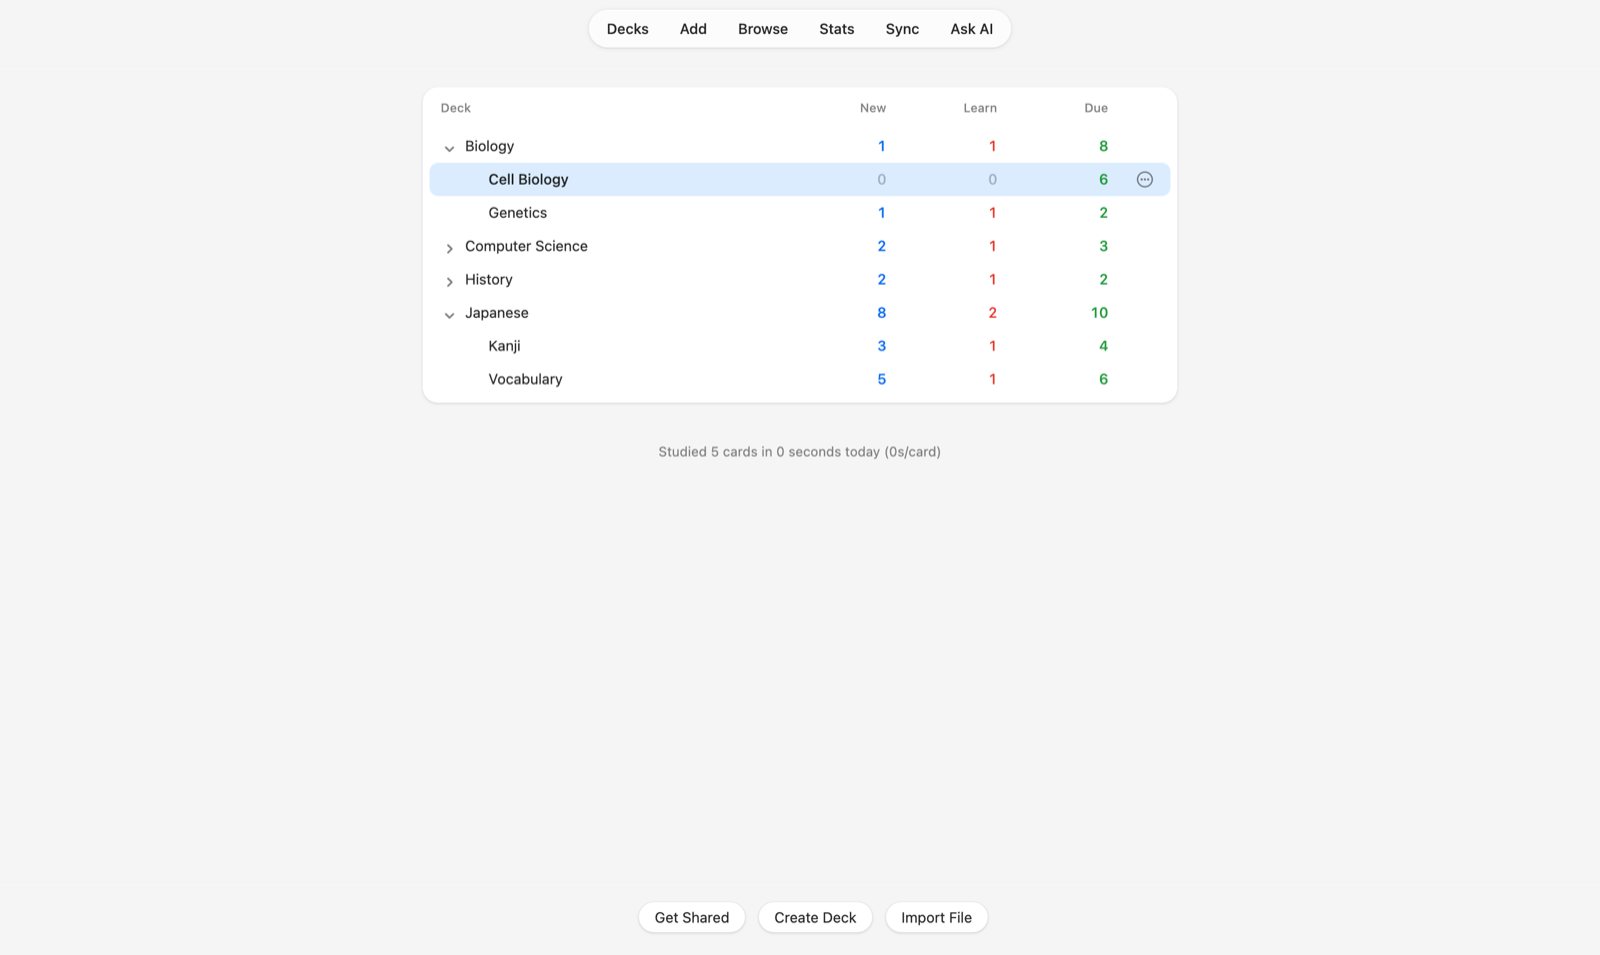 Decks Add Browse Stats Sync Ask AI
Deck New Learn Due
Biology 1 1 8
Cell Biology 0 0 6
Genetics 1 1 2
Computer Science 2 1 3
History 2 1 2
Japanese 8 2 10
Kanji 3 1 4
Vocabulary 5 1 6
Studied 5 cards in 0 seconds today (0s/card)
Get Shared Create Deck Import File